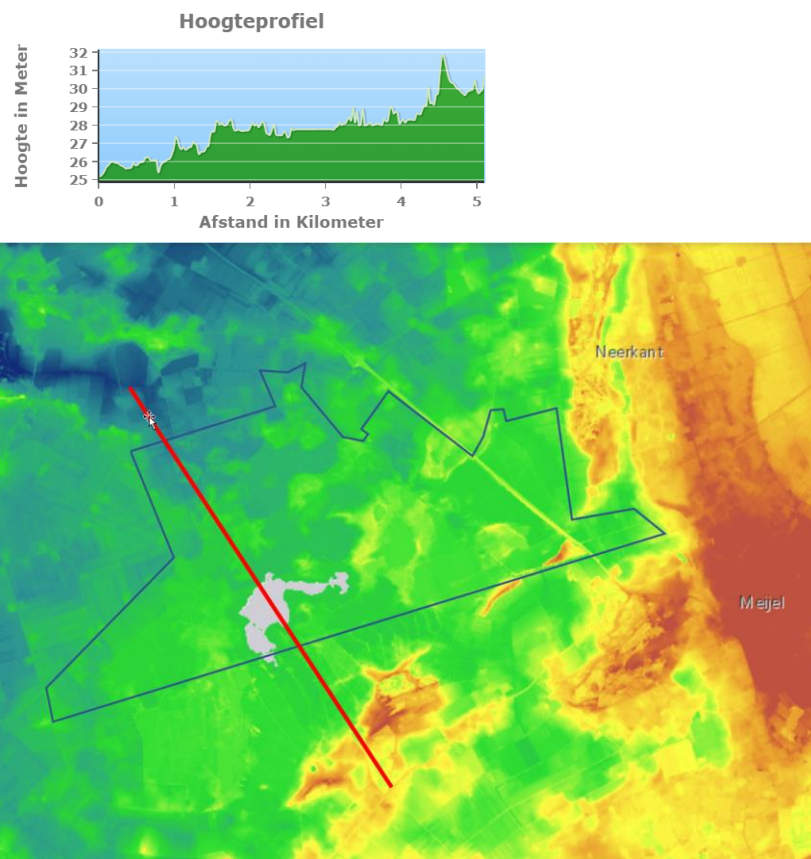 Hoogteprofiel
Hoogte in Meter
32
31
30
29
28
27
26
25
0 1 2 3 4 5
Afstand in Kilometer
Neerkant
Meijel